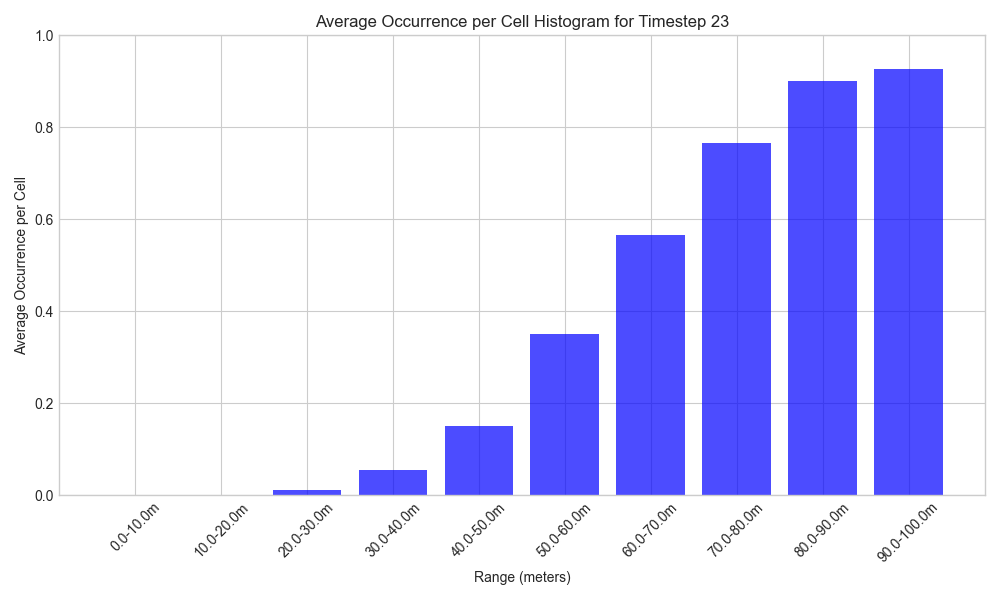 Average Occurrence per Cell Histogram for Timestep 23
Average Occurrence per Cell
1.0
0.8
0.6
0.4
0.2
0.0
0.0-10.0m
10.0-20.0m
20.0-30.0m
30.0-40.0m
40.0-50.0m
50.0-60.0m
60.0-70.0m
70.0-80.0m
80.0-90.0m
90.0-100.0m
Range (meters)